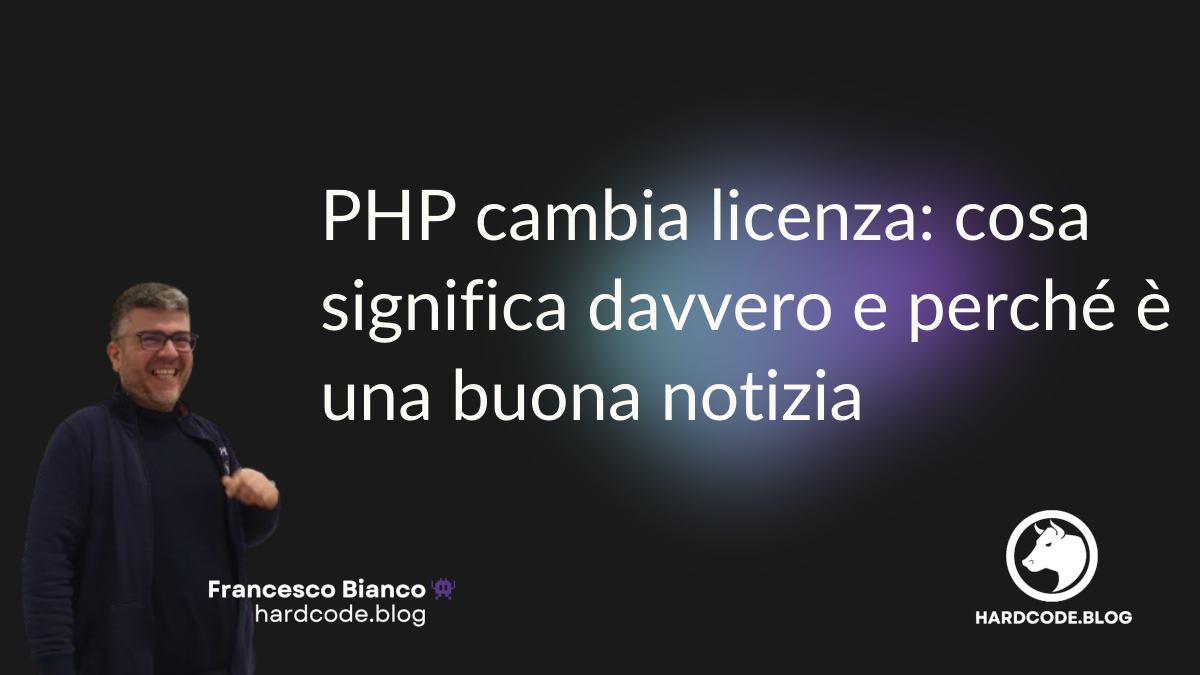 PHP cambia licenza: cosa
significa davvero e perché è
una buona notizia
Francesco Bianco
hardcode.blog
HARDCODE.BLOG